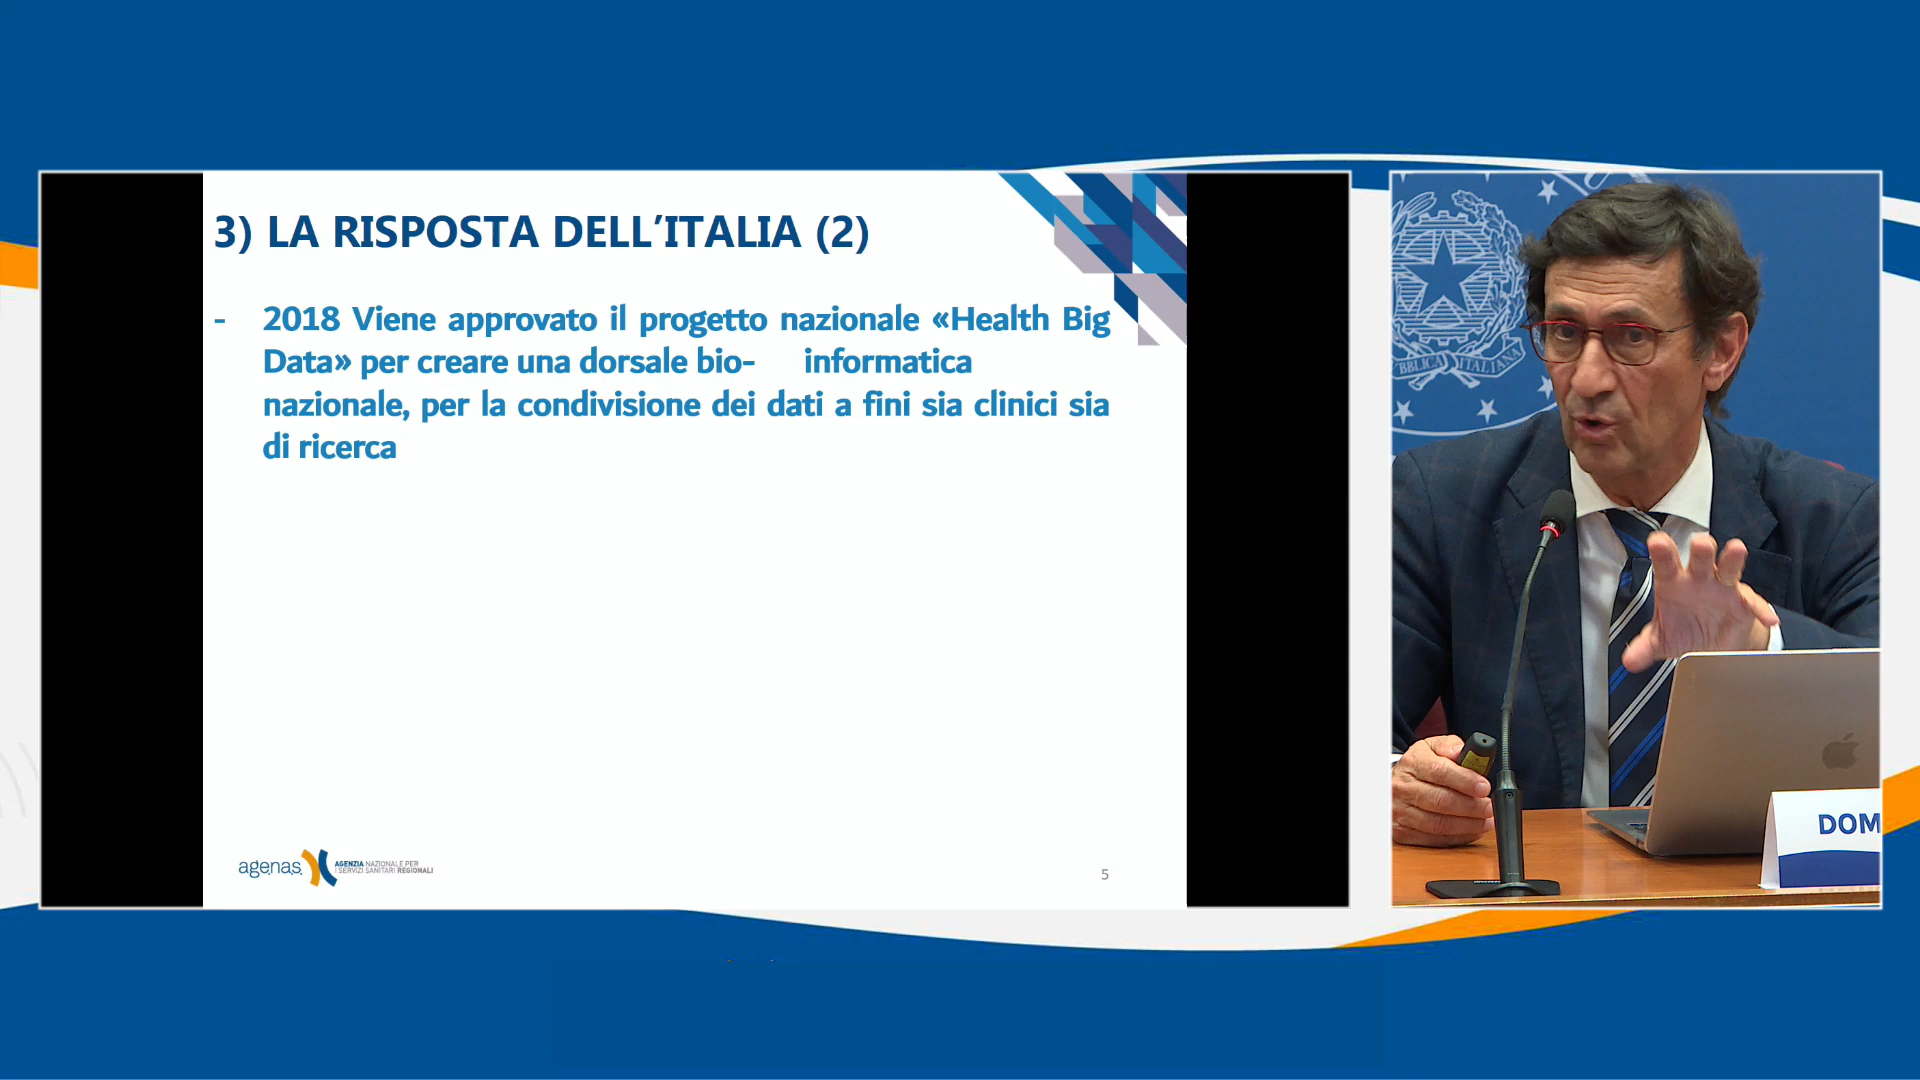 3) LA RISPOSTA DELL'ITALIA (2)
- 2018 Viene approvato il progetto nazionale «Health Big
Data» per creare una dorsale bio- informatica
nazionale, per la condivisione dei dati a fini sia clinici sia
di ricerca
agenas
AGENZIA NAZIONALE PER
I SERVIZI SANITARI REGIONALI
5
BBLICA ITALIANA
DOM